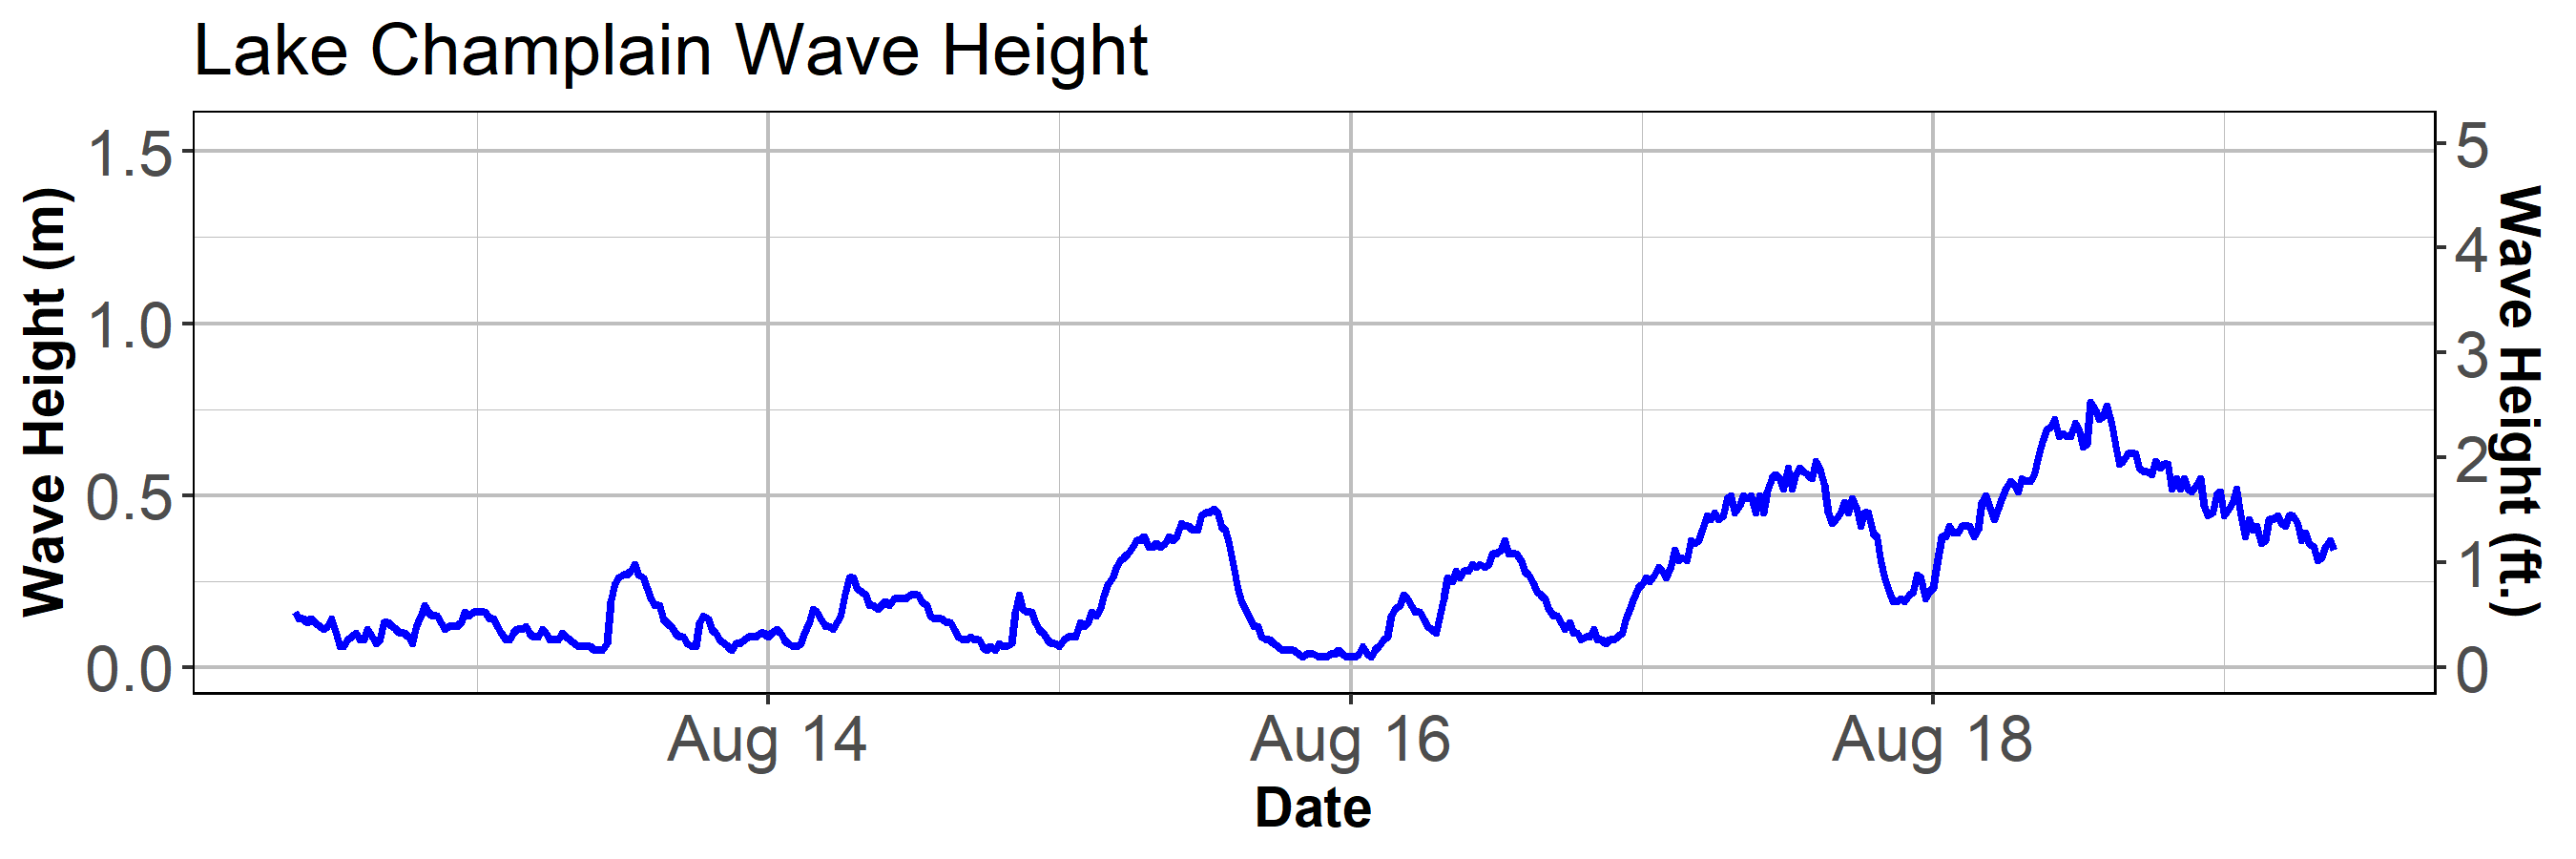 Lake Champlain Wave Height
Wave Height (m)
1.5
1.0
0.5
0.0
5
4
3
2
1
0
Wave Height (ft.)
Aug 14
Aug 16
Aug 18
Date